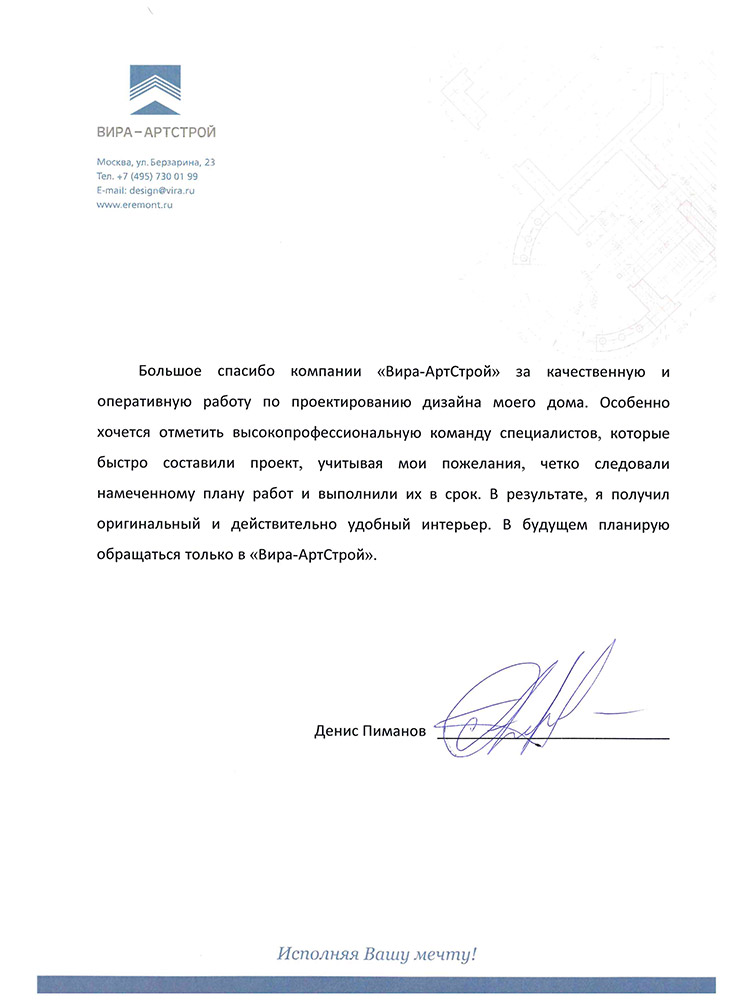 ВИРА–АРТСТРОЙ
Москва, ул. Берзарина, 23
Тел. +7 (495) 730 01 99
E-mail: design@vira.ru
www.eremont.ru
Большое спасибо компании «Вира-АртСтрой» за качественную и
оперативную работу по проектированию дизайна моего дома. Особенно
хочется отметить высокопрофессиональную команду специалистов, которые
быстро составили проект, учитывая мои пожелания, четко следовали
намеченному плану работ и выполнили их в срок. В результате, я получил
оригинальный и действительно удобный интерьер. В будущем планирую
обращаться только в «Вира-АртСтрой».
Денис Пиманов
Исполняя Вашу мечту!